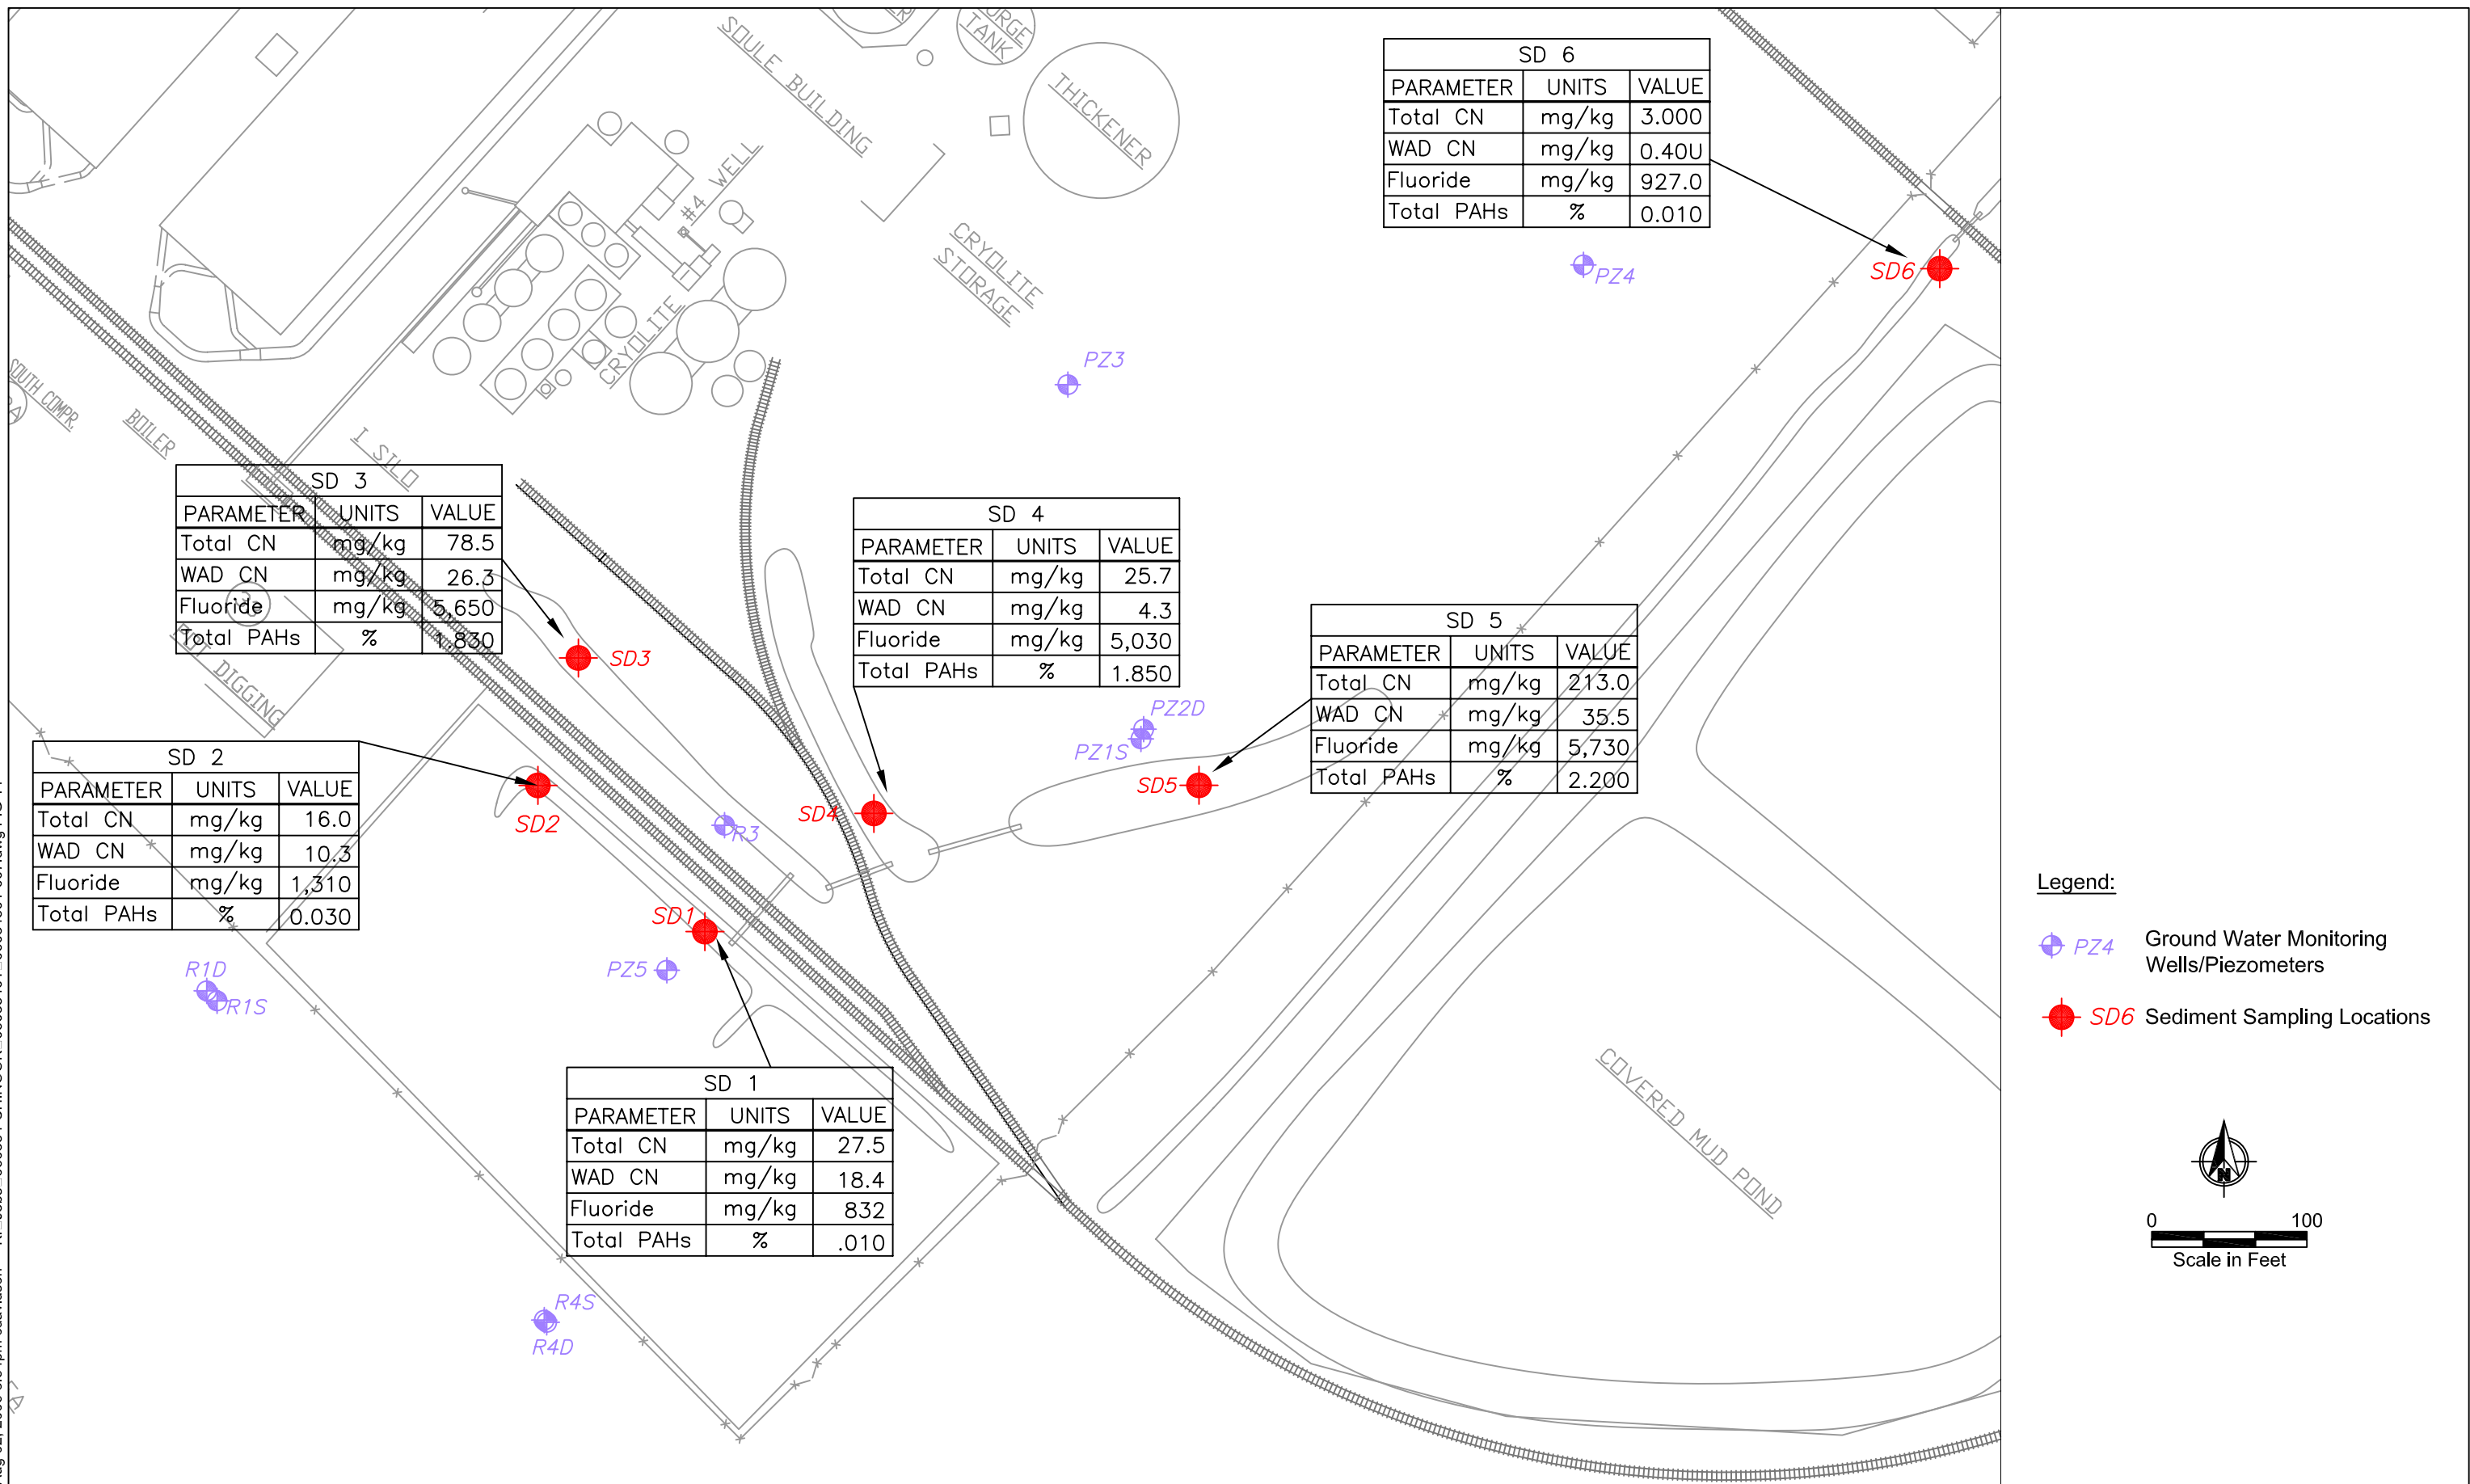 SOULE BUILDING
TANK
THICKENER
#4 WELL
CRYOLITE
STORAGE
CRYOLITE
SOUTH COMPR.
BOILER
1 SILO
SD 6
PARAMETER UNITS VALUE
Total CN mg/kg 3.000
WAD CN mg/kg 0.40U
Fluoride mg/kg 927.0
Total PAHs % 0.010
SD6
PZ4
PZ3
SD 3
PARAMETER UNITS VALUE
Total CN mg/kg 78.5
WAD CN mg/kg 26.3
Fluoride mg/kg 5,650
Total PAHs % 1.830
SD3
DIGGING
SD 4
PARAMETER UNITS VALUE
Total CN mg/kg 25.7
WAD CN mg/kg 4.3
Fluoride mg/kg 5,030
Total PAHs % 1.850
SD4
SD 5
PARAMETER UNITS VALUE
Total CN mg/kg 213.0
WAD CN mg/kg 35.5
Fluoride mg/kg 5,730
Total PAHs % 2.200
PZ2D
PZ1S
SD5
SD 2
PARAMETER UNITS VALUE
Total CN mg/kg 16.0
WAD CN mg/kg 10.3
Fluoride mg/kg 1,310
Total PAHs % 0.030
SD2
R3
SD1
PZ5
R1D
R1S
SD 1
PARAMETER UNITS VALUE
Total CN mg/kg 27.5
WAD CN mg/kg 18.4
Fluoride mg/kg 832
Total PAHs % .010
R4S
R4D
COVERED MUD POND
Legend:
PZ4 Ground Water Monitoring
Wells/Piezometers
SD6 Sediment Sampling Locations
N
0 100
Scale in Feet